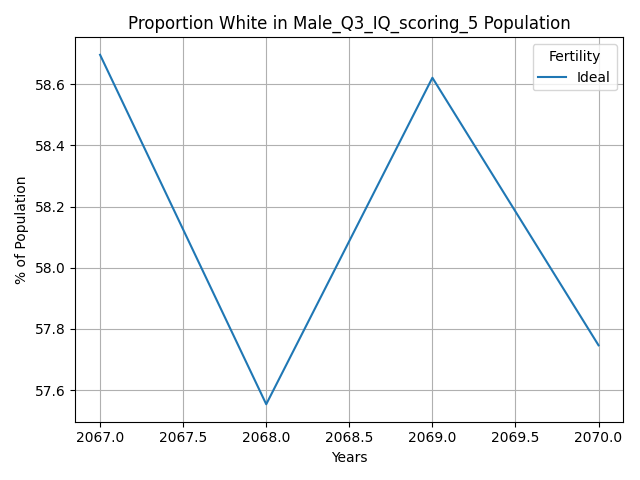 Proportion White in Male_Q3_IQ_scoring_5 Population
Fertility
Ideal
% of Population
58.6
58.4
58.2
58.0
57.8
57.6
2067.0 2067.5 2068.0 2068.5 2069.0 2069.5 2070.0
Years